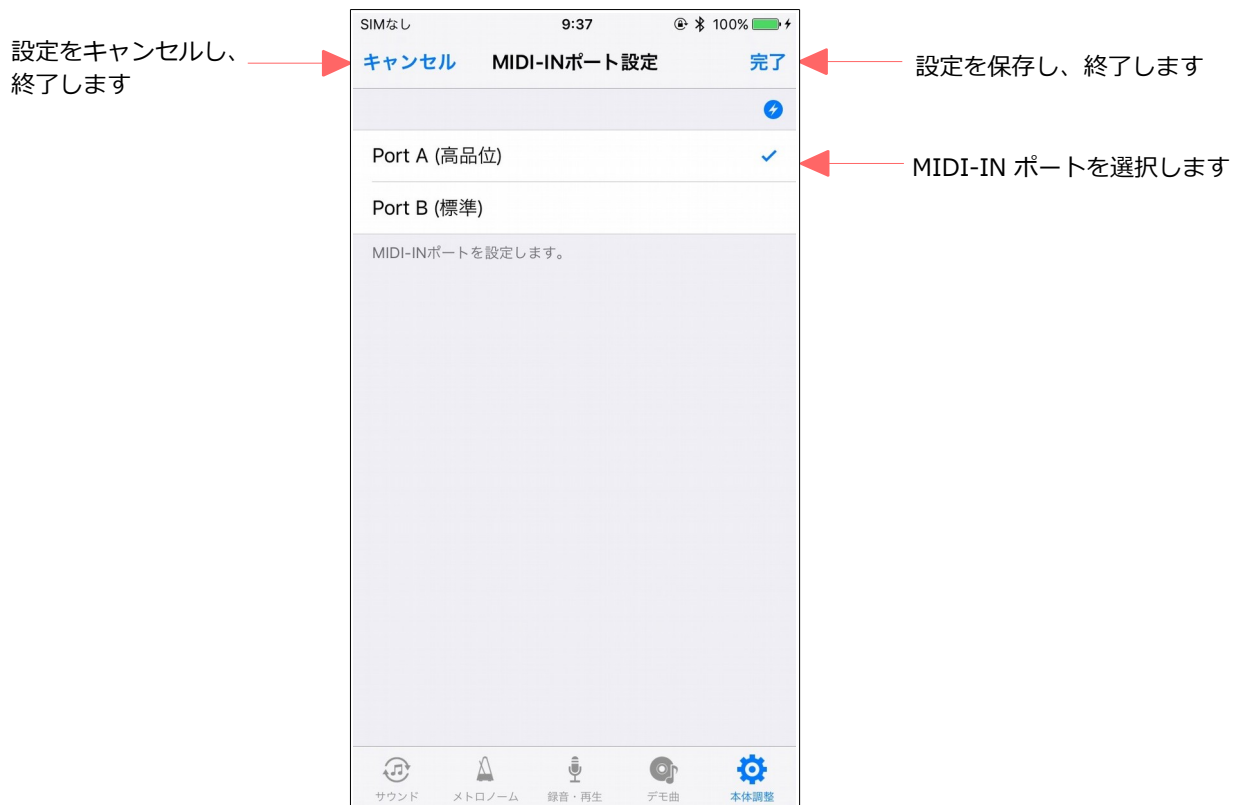 SIMなし 9:37 100%
設定をキャンセルし、
終了します
キャンセル MIDI-INポート設定 完了
設定を保存し、終了します
Port A (高品位)
MIDI-IN ポートを選択します
Port B (標準)
MIDI-INポートを設定します。
サウンド メトロノーム 録音・再生 デモ曲 本体調整